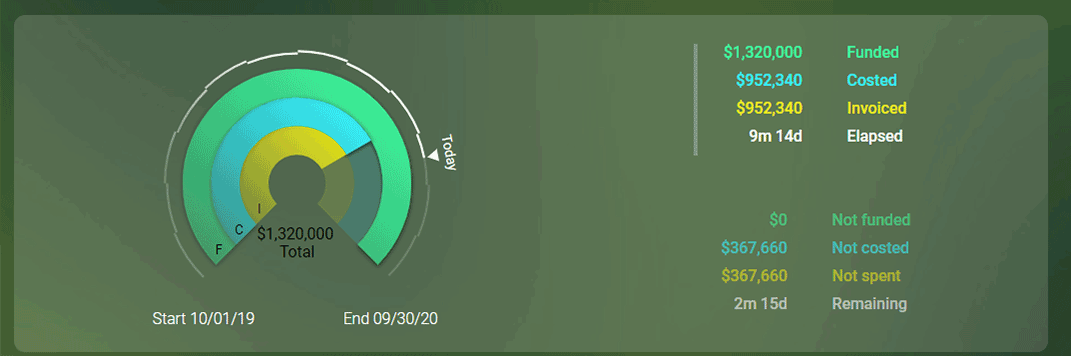 Today
I
C
F
$1,320,000
Total
Start 10/01/19
End 09/30/20
$1,320,000 Funded
$952,340 Costed
$952,340 Invoiced
9m 14d Elapsed
$0 Not funded
$367,660 Not costed
$367,660 Not spent
2m 15d Remaining